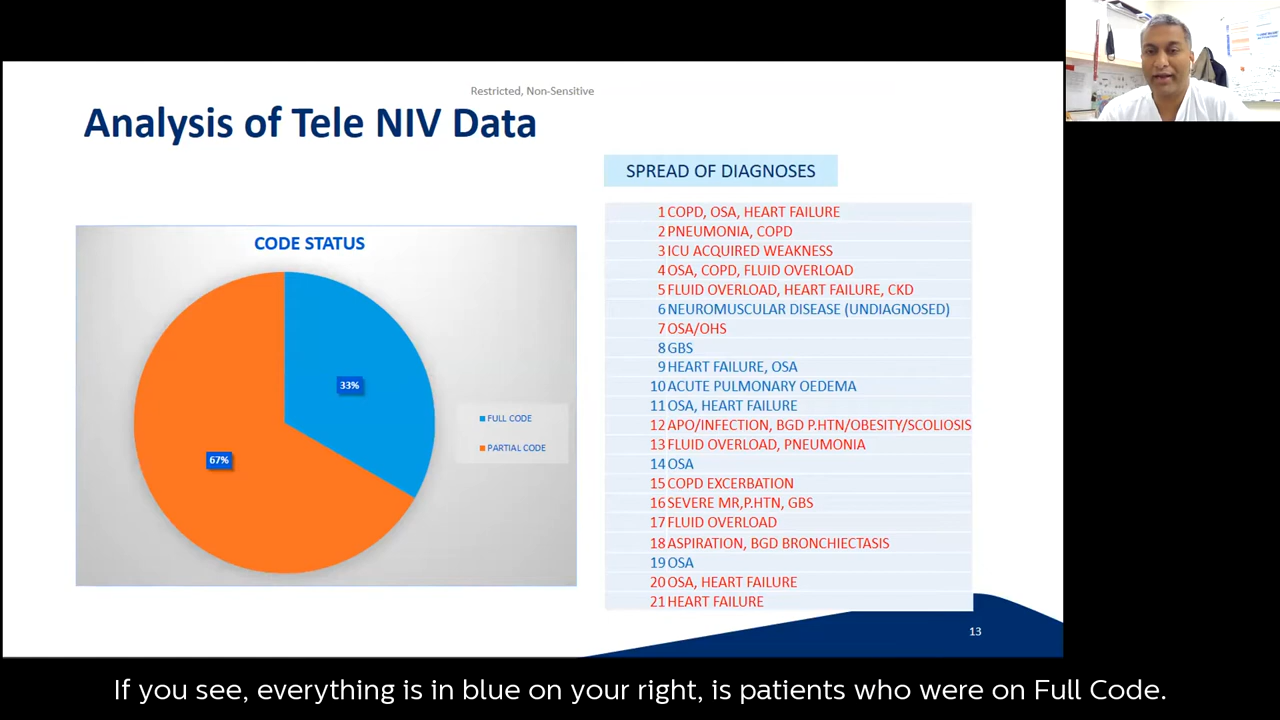 Restricted, Non-Sensitive
Analysis of Tele NIV Data
SPREAD OF DIAGNOSES
CODE STATUS
33%
67%
FULL CODE
PARTIAL CODE
1 COPD, OSA, HEART FAILURE
2 PNEUMONIA, COPD
3 ICU ACQUIRED WEAKNESS
4 OSA, COPD, FLUID OVERLOAD
5 FLUID OVERLOAD, HEART FAILURE, CKD
6 NEUROMUSCULAR DISEASE (UNDIAGNOSED)
7 OSA/OHS
8 GBS
9 HEART FAILURE, OSA
10 ACUTE PULMONARY OEDEMA
11 OSA, HEART FAILURE
12 APO/INFECTION, BGD P.HTN/OBESITY/SCOLIOSIS
13 FLUID OVERLOAD, PNEUMONIA
14 OSA
15 COPD EXCERBATION
16 SEVERE MR,P.HTN, GBS
17 FLUID OVERLOAD
18 ASPIRATION, BGD BRONCHIECTASIS
19 OSA
20 OSA, HEART FAILURE
21 HEART FAILURE
13
If you see, everything is in blue on your right, is patients who were on Full Code.